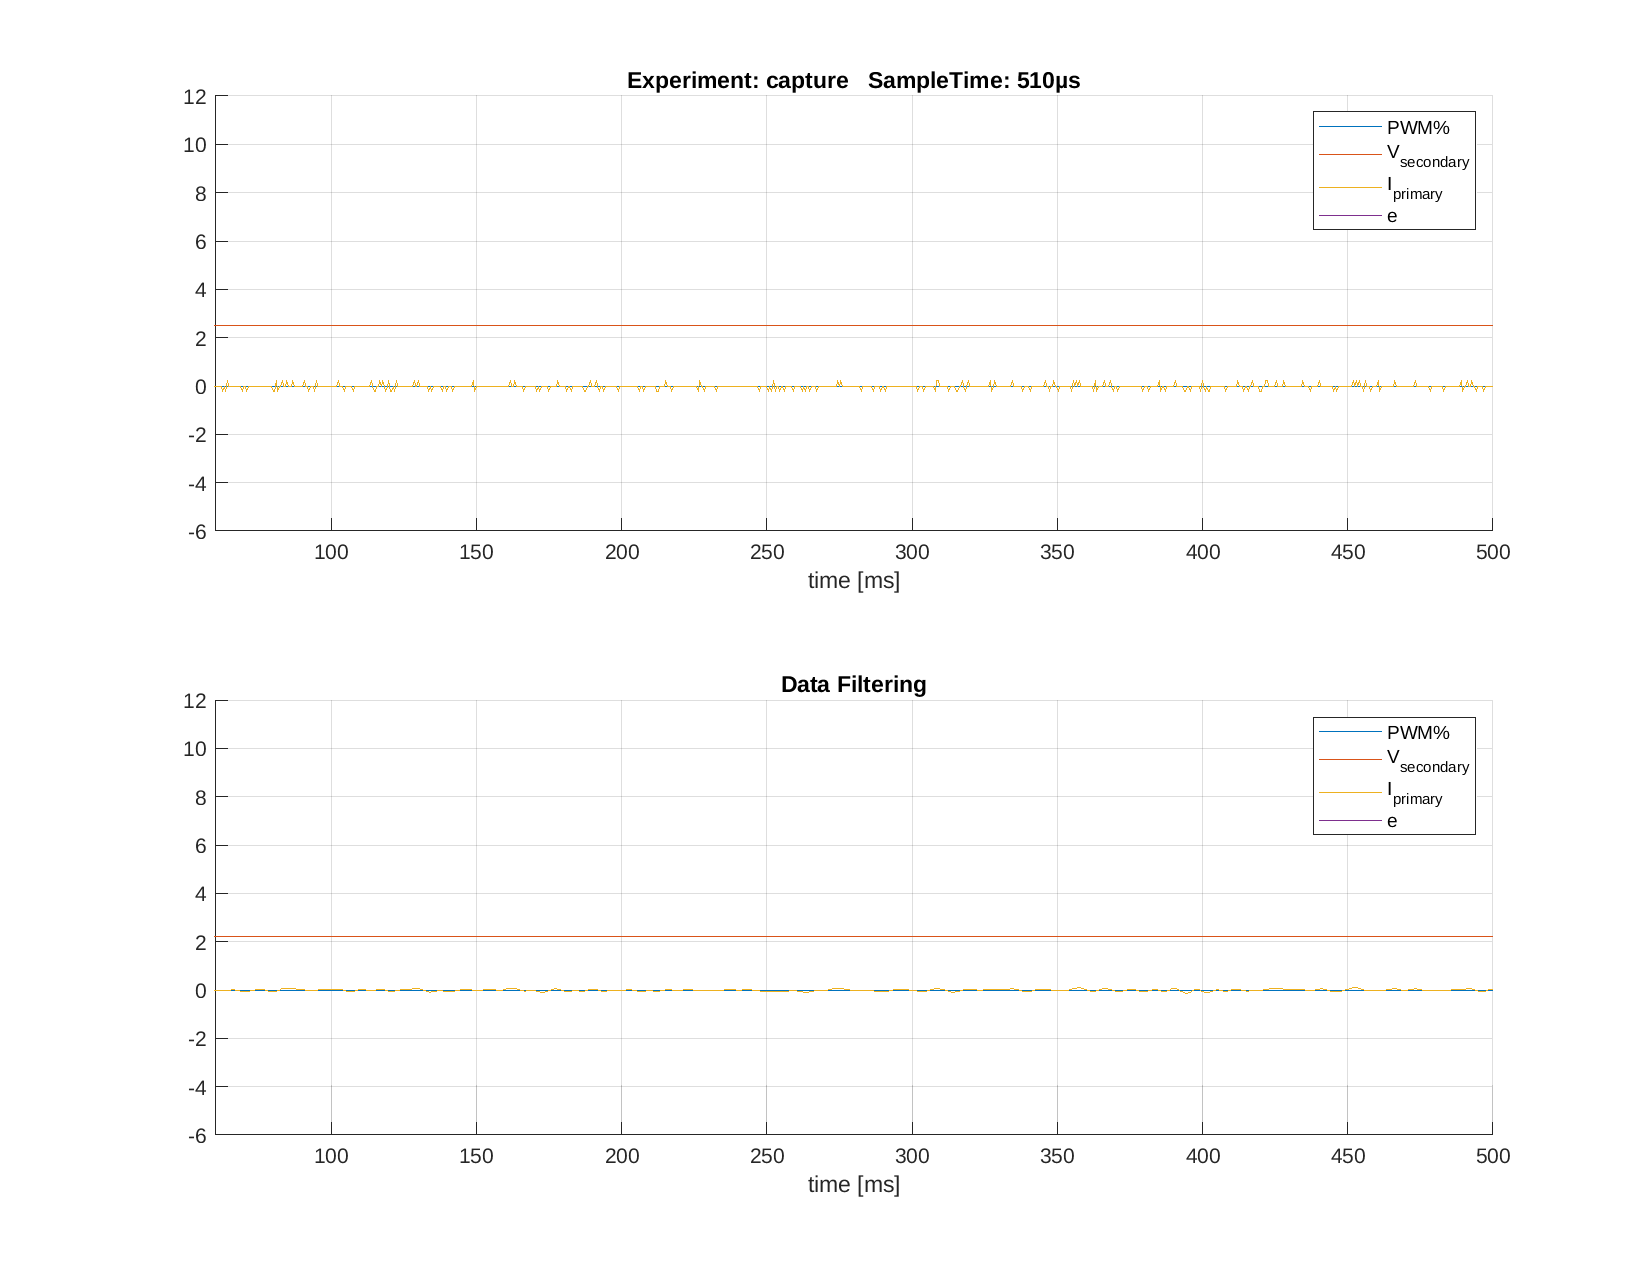 Experiment: capture   SampleTime: 510µs
12
10
8
6
4
2
0
-2
-4
-6
PWM%
Vsecondary
Iprimary
e
100 150 200 250 300 350 400 450 500
time [ms]
Data Filtering
12
10
8
6
4
2
0
-2
-4
-6
PWM%
Vsecondary
Iprimary
e
100 150 200 250 300 350 400 450 500
time [ms]